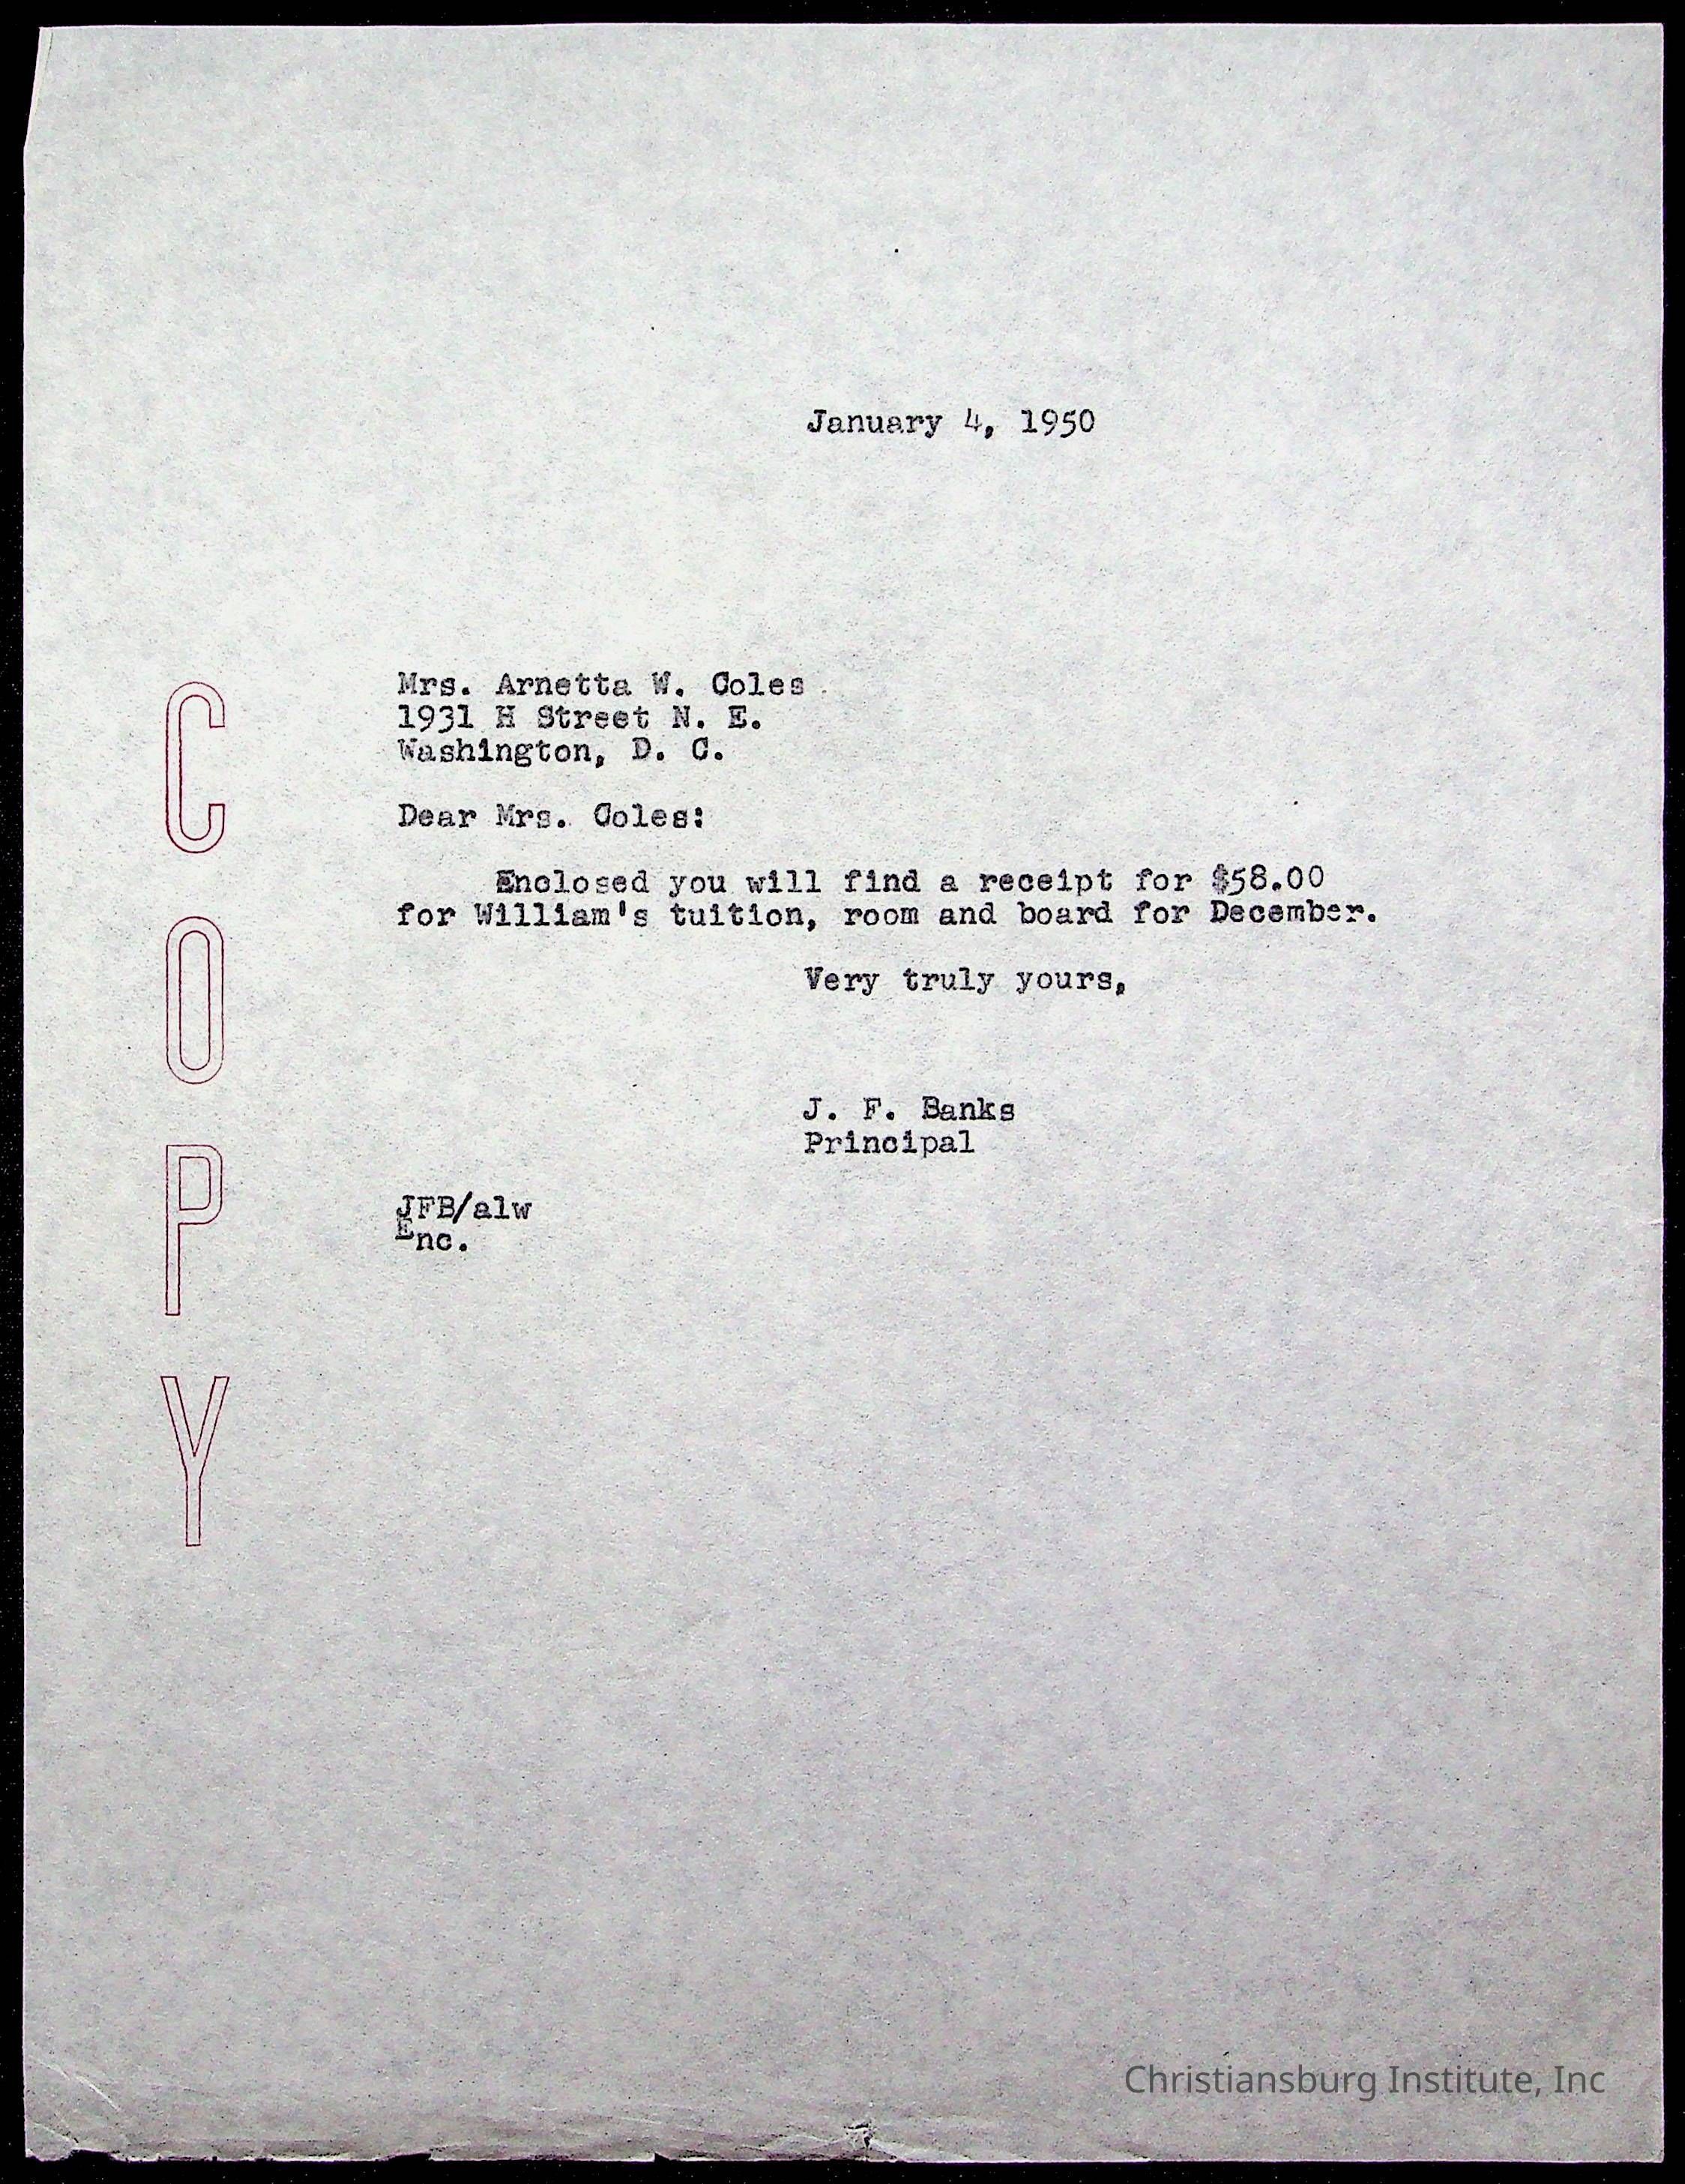 January 4, 1950
Mrs. Arnetta W. Coles
1931 H Street N. E.
Washington, D. C.
Dear Mrs. Coles:
Enclosed you will find a receipt for $58.00
for William's tuition, room and board for December.
Very truly yours,
J. F. Banks
Principal
JFB/alw
Enc.
COPY
Christiansburg Institute, Inc